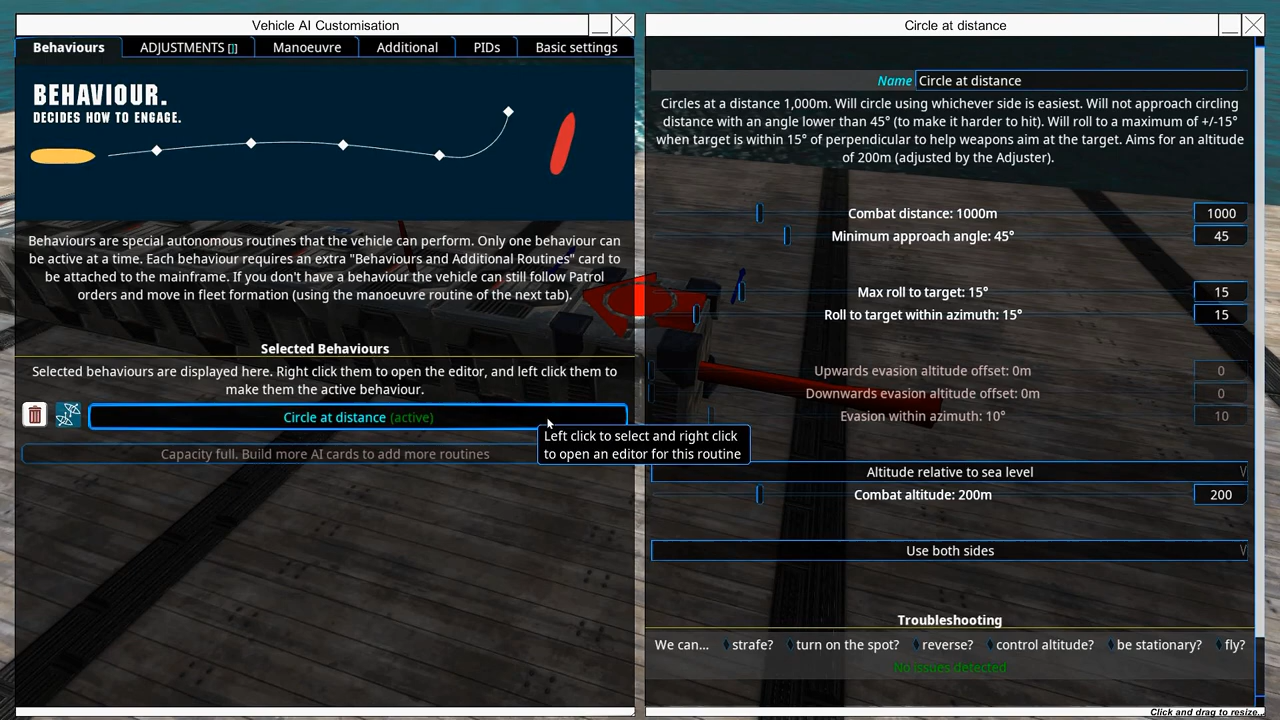 Vehicle AI Customisation
Behaviours
ADJUSTMENTS []
Manoeuvre
Additional
PIDs
Basic settings
BEHAVIOUR.
DECIDES HOW TO ENGAGE.
Behaviours are special autonomous routines that the vehicle can perform. Only one behaviour can
be active at a time. Each behaviour requires an extra "Behaviours and Additional Routines" card to
be attached to the mainframe. If you don't have a behaviour the vehicle can still follow Patrol
orders and move in fleet formation (using the manoeuvre routine of the next tab).
Selected Behaviours
Selected behaviours are displayed here. Right click them to open the editor, and left click them to
make them the active behaviour.
Circle at distance (active)
Left click to select and right click
to open an editor for this routine
Capacity full. Build more AI cards to add more routines
Circle at distance
Name Circle at distance
Circles at a distance 1,000m. Will circle using whichever side is easiest. Will not approach circling
distance with an angle lower than 45° (to make it harder to hit). Will roll to a maximum of +/-15°
when target is within 15° of perpendicular to help weapons aim at the target. Aims for an altitude
of 200m (adjusted by the Adjuster).
Combat distance: 1000m 1000
Minimum approach angle: 45° 45
Max roll to target: 15° 15
Roll to target within azimuth: 15° 15
Upwards evasion altitude offset: 0m 0
Downwards evasion altitude offset: 0m 0
Evasion within azimuth: 10° 10
Altitude relative to sea level
Combat altitude: 200m 200
Use both sides
Troubleshooting
We can... strafe? turn on the spot? reverse? control altitude? be stationary? fly?
No issues detected
Click and drag to resize..